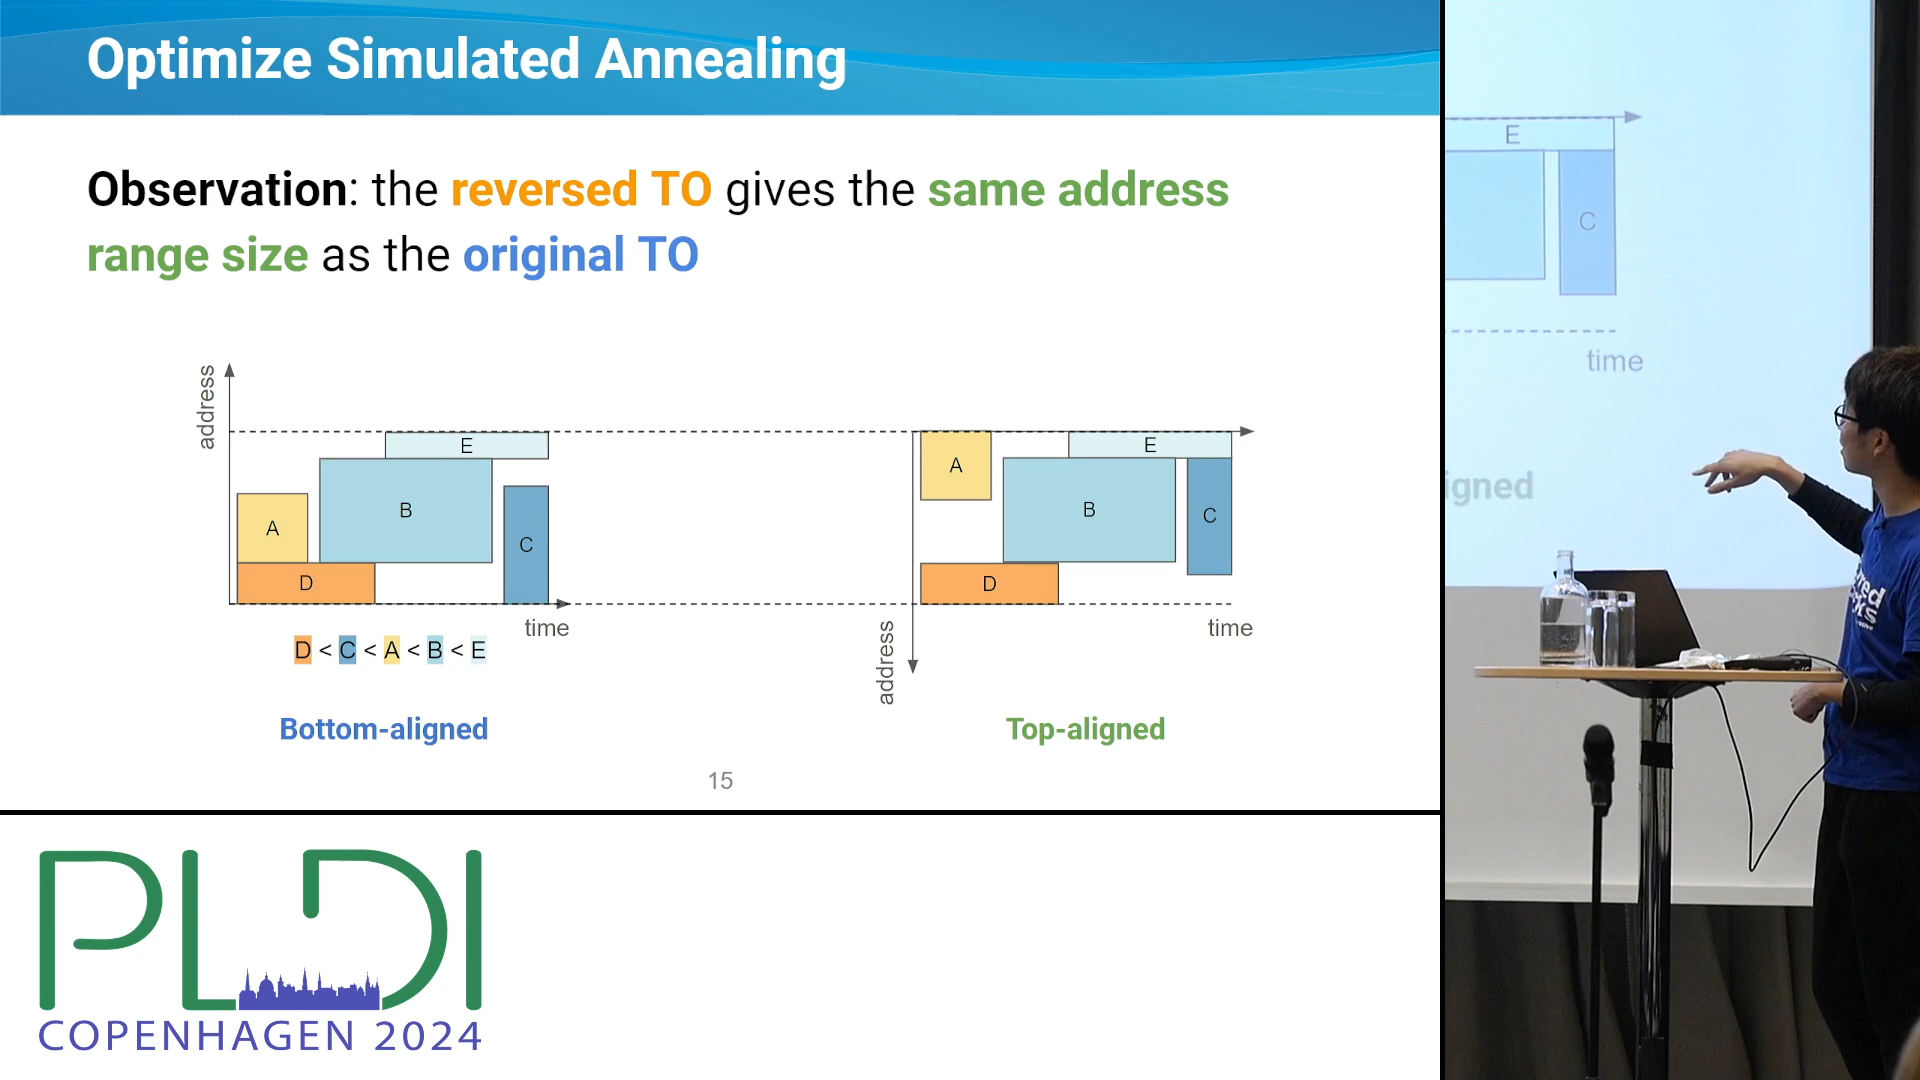 Optimize Simulated Annealing
Observation: the reversed TO gives the same address
range size as the original TO
address
E
B
A
C
D
time
D < C < A < B < E
Bottom-aligned
A
E
B
C
D
time
address
Top-aligned
15
E
C
time
igned
PLDI
COPENHAGEN 2024